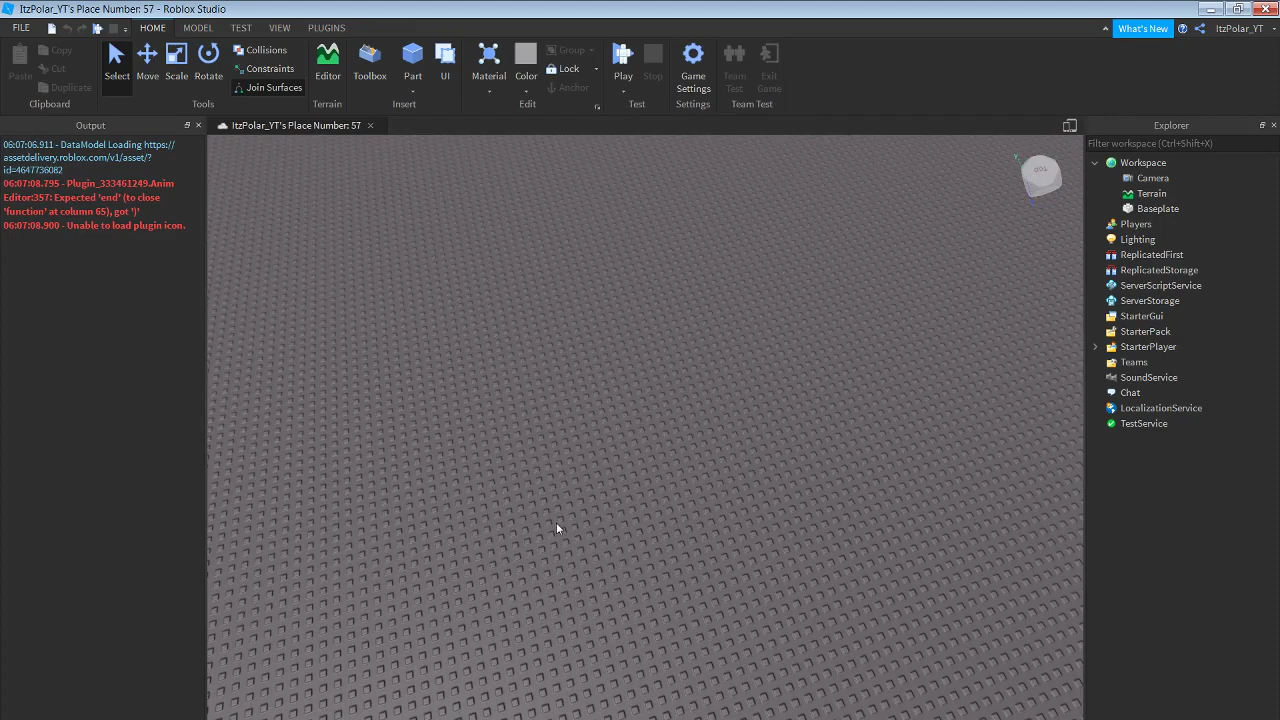 ItzPolar_YT's Place Number: 57 - Roblox Studio
FILE HOME MODEL TEST VIEW PLUGINS What's New ItzPolar_YT
Paste Copy Cut Duplicate
Select Move Scale Rotate
Collisions
Constraints
Join Surfaces
Editor Toolbox Part UI Material Color
Group
Lock
Anchor
Play Stop Game Settings Team Test Exit Game
Clipboard Tools Terrain Insert Edit Test Settings Team Test
Output
06:07:06.911 - DataModel Loading https://
assetdelivery.roblox.com/v1/asset/?
id=4647736082
06:07:08.795 - Plugin_333461249.Anim
Editor:357: Expected 'end' (to close
'function' at column 65), got ')'
06:07:08.900 - Unable to load plugin icon.
ItzPolar_YT's Place Number: 57
TOP
Y
Explorer
Filter workspace (Ctrl+Shift+X)
Workspace
Camera
Terrain
Baseplate
Players
Lighting
ReplicatedFirst
ReplicatedStorage
ServerScriptService
ServerStorage
StarterGui
StarterPack
StarterPlayer
Teams
SoundService
Chat
LocalizationService
TestService